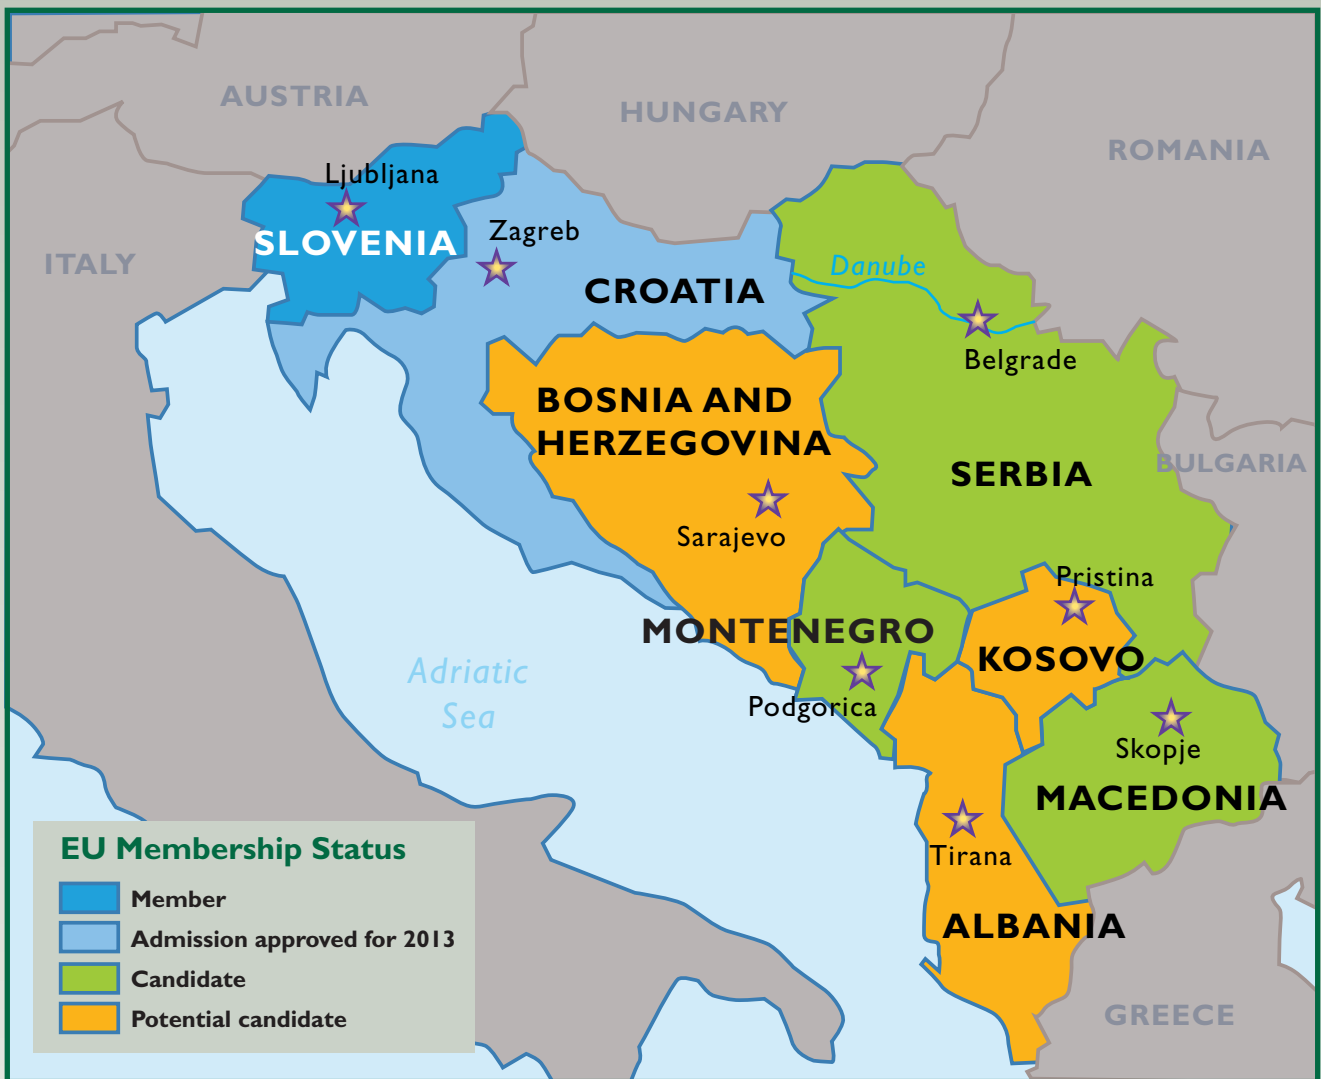 AUSTRIA
HUNGARY
ROMANIA
Ljubljana
SLOVENIA
Zagreb
ITALY
CROATIA
Danube
Belgrade
BOSNIA AND
HERZEGOVINA
SERBIA
BULGARIA
Sarajevo
Pristina
MONTENEGRO
KOSOVO
Podgorica
Adriatic
Sea
Skopje
MACEDONIA
Tirana
ALBANIA
GREECE
EU Membership Status
Member
Admission approved for 2013
Candidate
Potential candidate